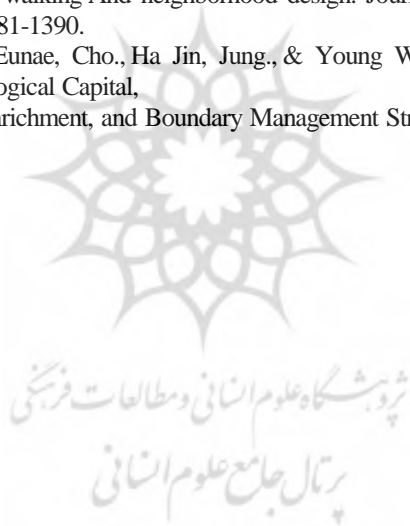 walking And neighborhood design. Jour
81-1390.
Eunae, Cho., Ha Jin, Jung., & Young W
ogical Capital,
nrichment, and Boundary Management Str
پژوهشگاه علوم انسانی و مطالعات فرهنگی
پرتال جامع علوم انسانی